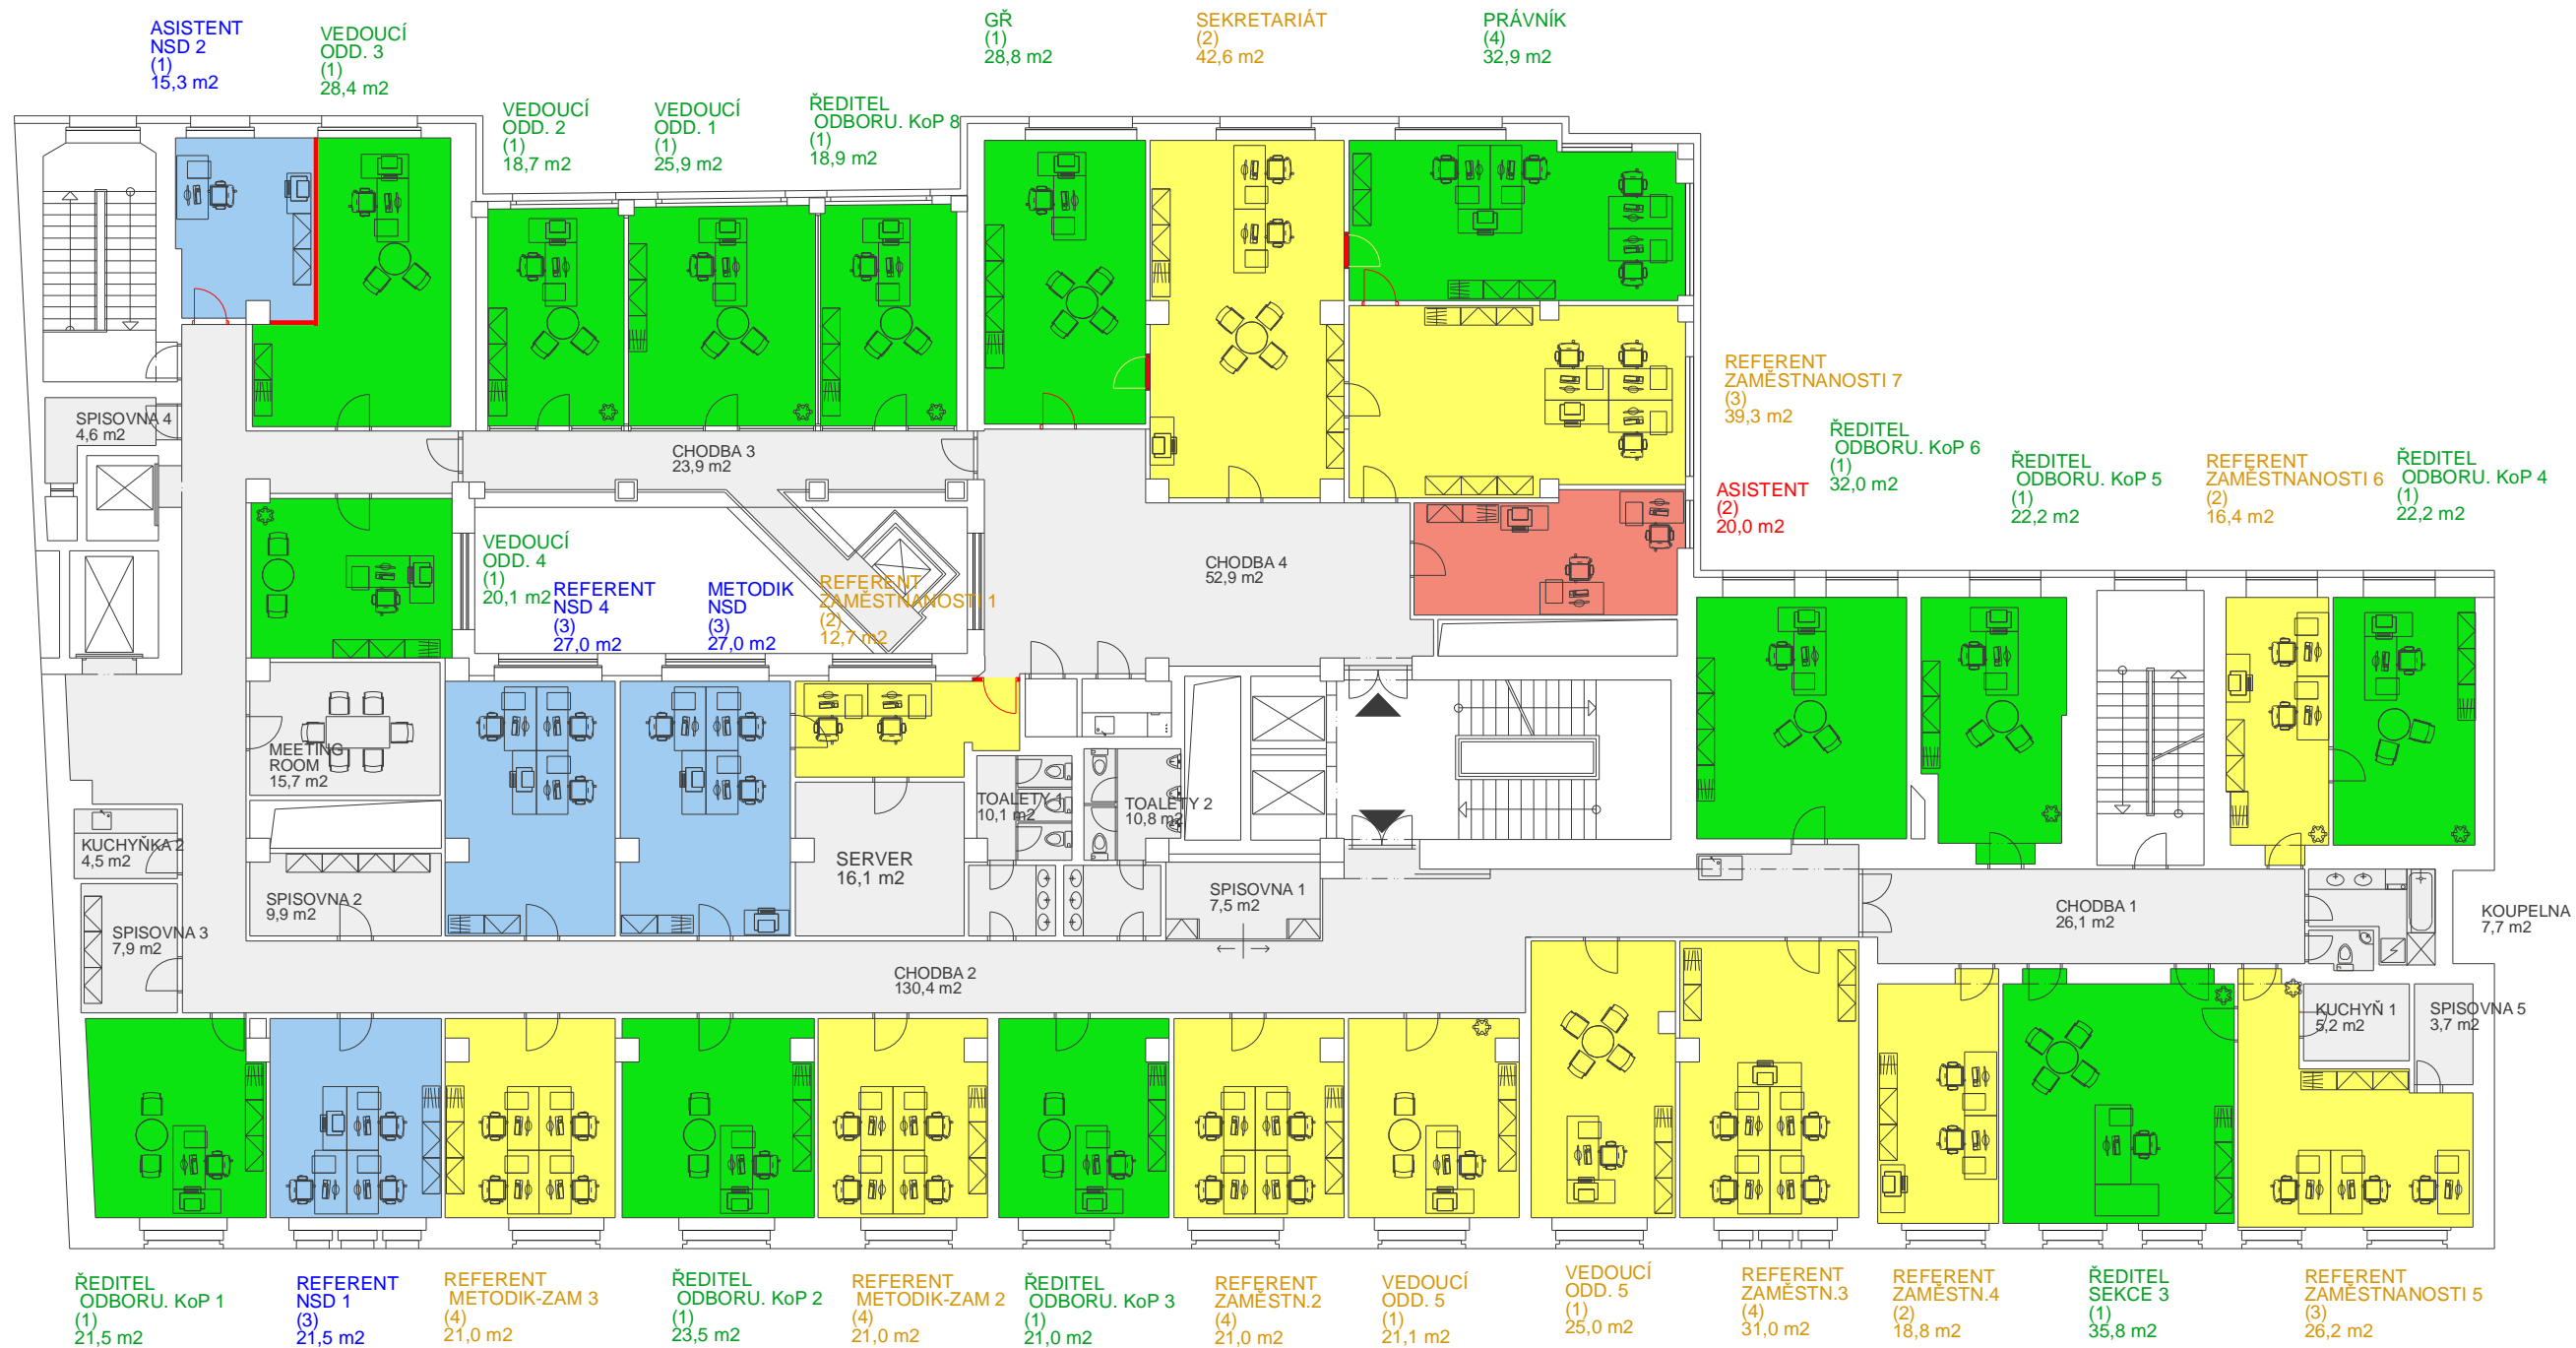 ASISTENT
NSD 2
(1)
15,3 m2
VEDOUCÍ
ODD. 3
(1)
28,4 m2
VEDOUCÍ
ODD. 2
(1)
18,7 m2
VEDOUCÍ
ODD. 1
(1)
25,9 m2
ŘEDITEL
ODBORU. KoP 8
(1)
18,9 m2
GŘ
(1)
28,8 m2
SEKRETARIÁT
(2)
42,6 m2
PRÁVNÍK
(4)
32,9 m2
REFERENT
ZAMĚSTNANOSTI 7
(3)
39,3 m2
ŘEDITEL
ODBORU. KoP 6
(1)
32,0 m2
ASISTENT
(2)
20,0 m2
ŘEDITEL
ODBORU. KoP 5
(1)
22,2 m2
REFERENT
ZAMĚSTNANOSTI 6
(2)
16,4 m2
ŘEDITEL
ODBORU. KoP 4
(1)
22,2 m2
SPISOVNA 4
4,6 m2
CHODBA 3
23,9 m2
VEDOUCÍ
ODD. 4
(1)
20,1 m2
REFERENT
NSD 4
(3)
27,0 m2
METODIK
NSD
(3)
27,0 m2
REFERENT
ZAMĚSTNANOSTI 1
(2)
12,7 m2
CHODBA 4
52,9 m2
MEETING
ROOM
15,7 m2
KUCHYŇKA 2
4,5 m2
SPISOVNA 2
9,9 m2
SPISOVNA 3
7,9 m2
SERVER
16,1 m2
TOALETY 1
10,1 m2
TOALETY 2
10,8 m2
SPISOVNA 1
7,5 m2
CHODBA 1
26,1 m2
KOUPELNA
7,7 m2
CHODBA 2
130,4 m2
KUCHYŇ 1
5,2 m2
SPISOVNA 5
3,7 m2
ŘEDITEL
ODBORU. KoP 1
(1)
21,5 m2
REFERENT
NSD 1
(3)
21,5 m2
REFERENT
METODIK-ZAM 3
(4)
21,0 m2
ŘEDITEL
ODBORU. KoP 2
(1)
23,5 m2
REFERENT
METODIK-ZAM 2
(4)
21,0 m2
ŘEDITEL
ODBORU. KoP 3
(1)
21,0 m2
REFERENT
ZAMĚSTN.2
(4)
21,0 m2
VEDOUCÍ
ODD. 5
(1)
21,1 m2
VEDOUCÍ
ODD. 5
(1)
25,0 m2
REFERENT
ZAMĚSTN.3
(4)
31,0 m2
REFERENT
ZAMĚSTN.4
(2)
18,8 m2
ŘEDITEL
SEKCE 3
(1)
35,8 m2
REFERENT
ZAMĚSTNANOSTI 5
(3)
26,2 m2